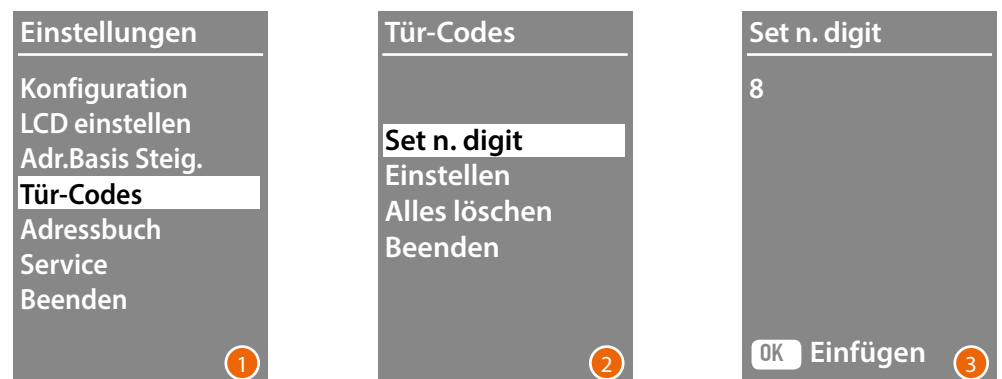 Einstellungen
Konfiguration
LCD einstellen
Adr.Basis Steig.
Tür-Codes
Adressbuch
Service
Beenden
1
Tür-Codes
Set n. digit
Einstellen
Alles löschen
Beenden
2
Set n. digit
8
OK Einfügen
3